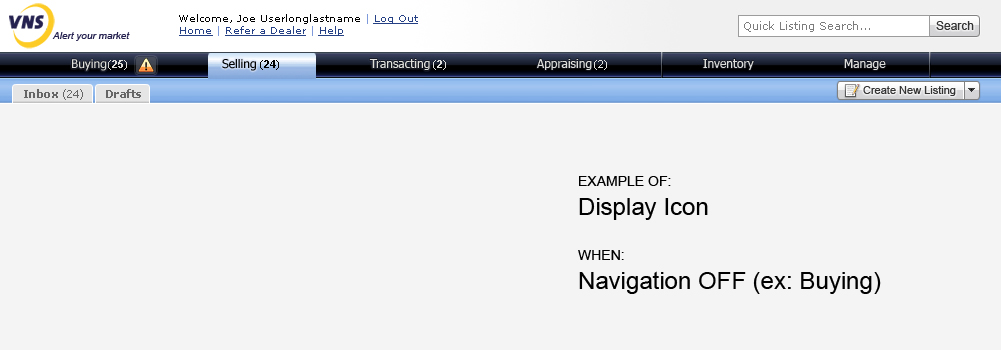 VNS
Alert your market
Welcome, Joe Userlonglastname | Log Out
Home | Refer a Dealer | Help
Quick Listing Search... Search
Buying(25) Selling (24) Transacting (2) Appraising(2) Inventory Manage
Inbox (24) Drafts Create New Listing
EXAMPLE OF:
Display Icon
WHEN:
Navigation OFF (ex: Buying)